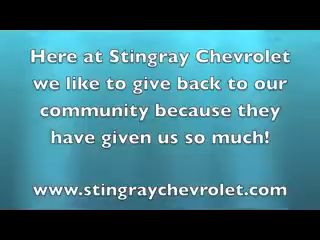 Here at Stingray Chevrolet
we like to give back to our
community because they
have given us so much!
www.stingraychevrolet.com